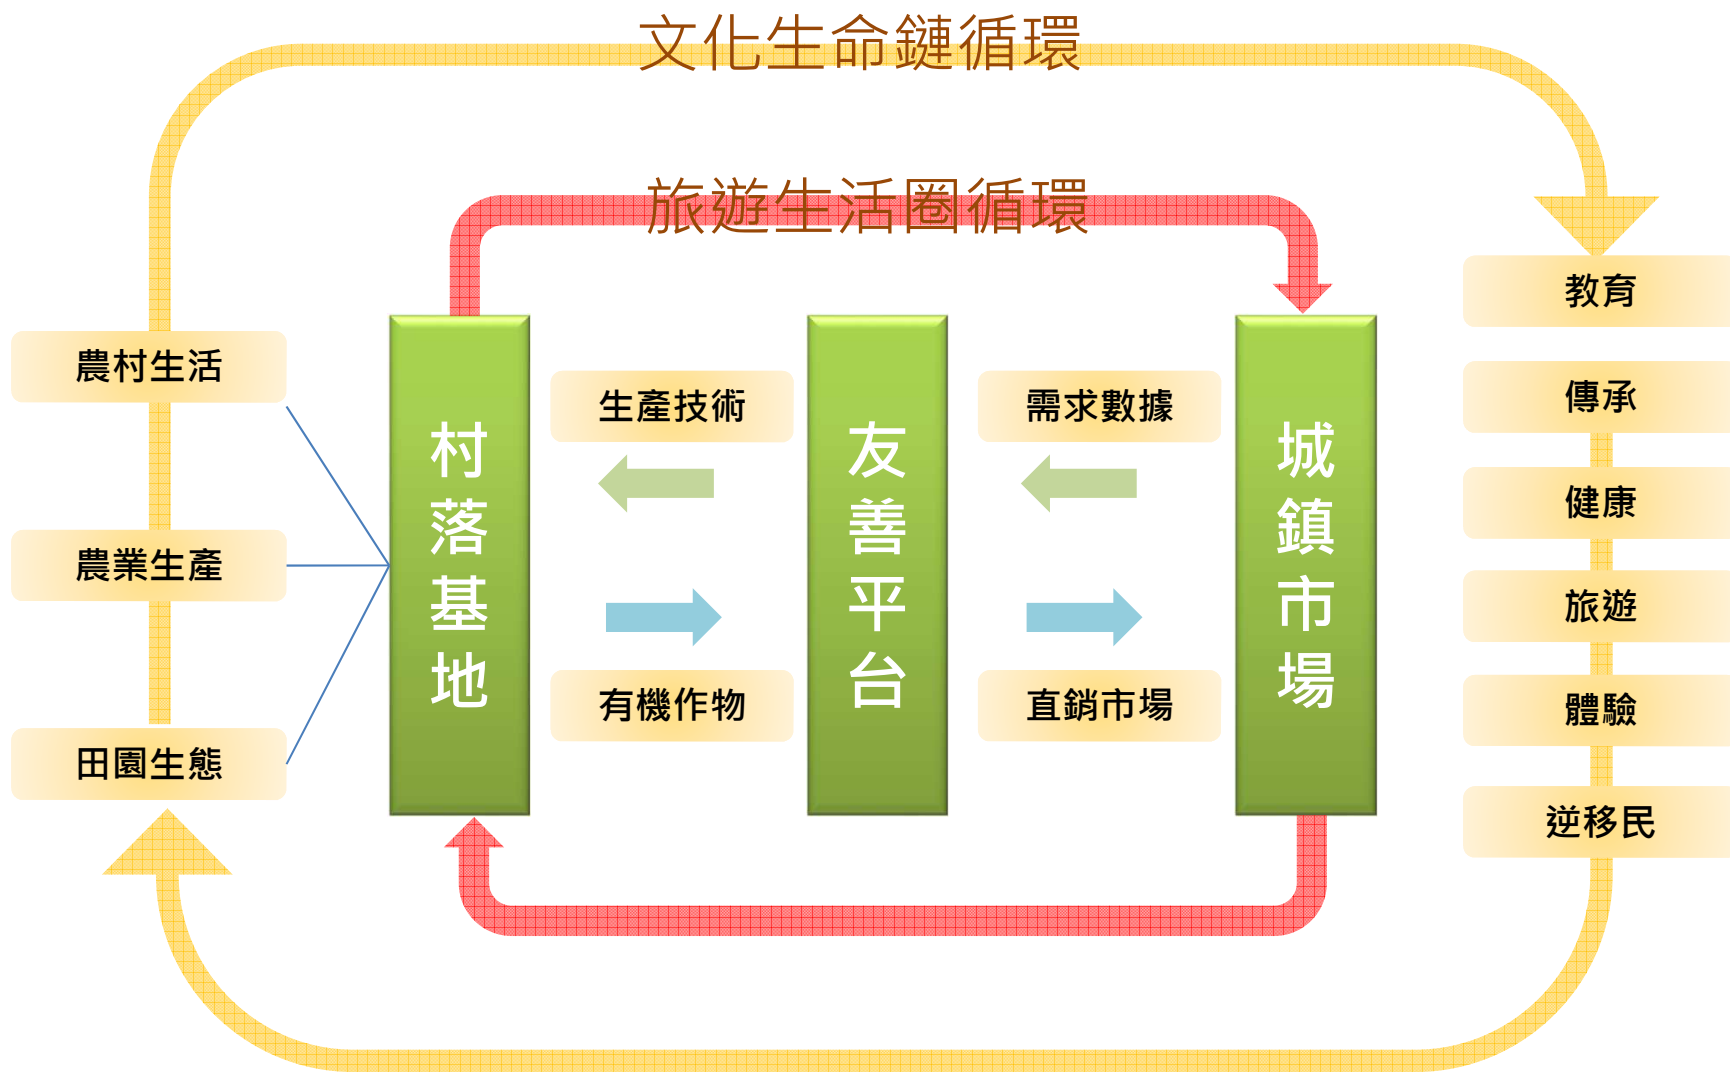 文化生命鏈循環
旅遊生活圈循環
農村生活
農業生產
田園生態
村落基地
生產技術
有機作物
友善平台
需求數據
直銷市場
城鎮市場
教育
傳承
健康
旅遊
體驗
逆移民